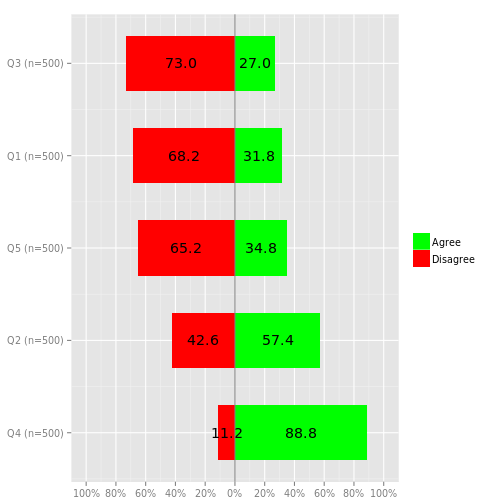 Q3 (n=500) 73.0 27.0
Q1 (n=500) 68.2 31.8
Q5 (n=500) 65.2 34.8
Agree
Disagree
Q2 (n=500) 42.6 57.4
Q4 (n=500) 11.2 88.8
100% 80% 60% 40% 20% 0% 20% 40% 60% 80% 100%